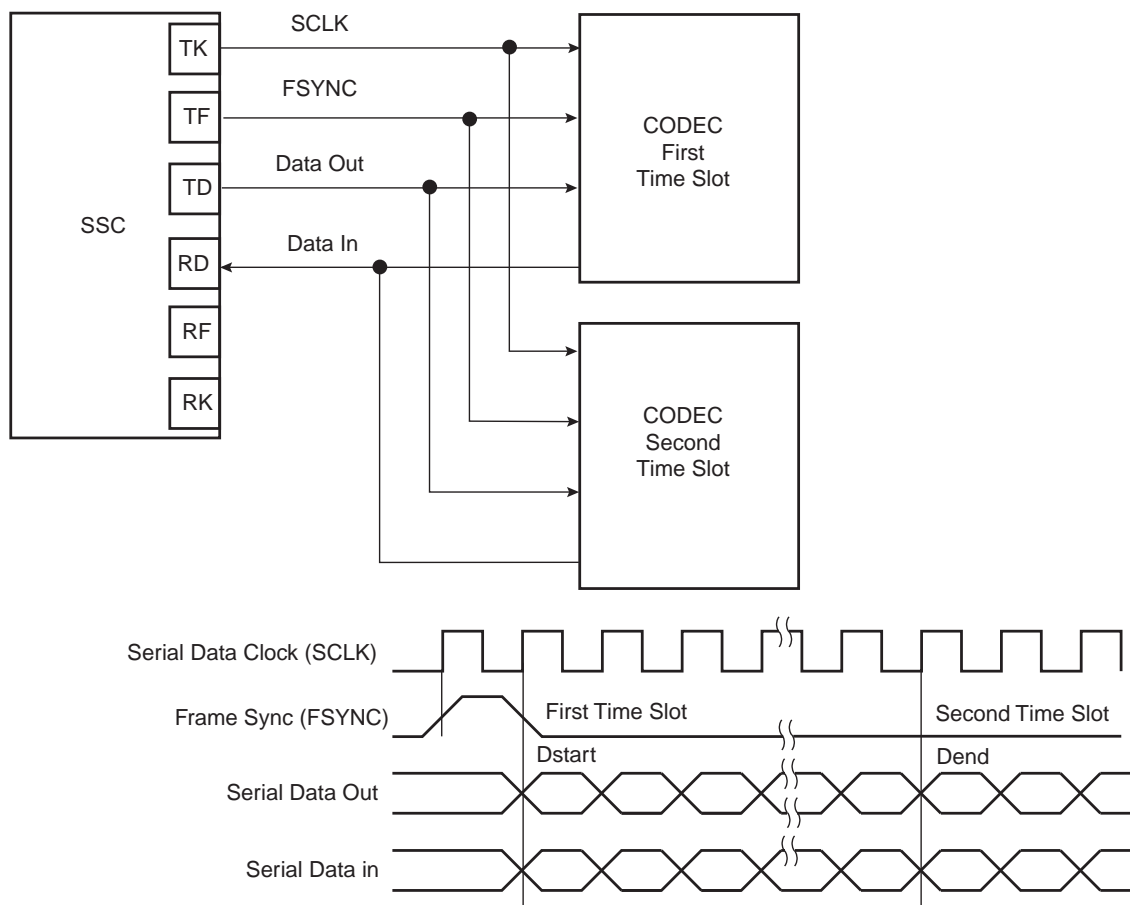 SSC
TK
TF
TD
RD
RF
RK
SCLK
FSYNC
Data Out
Data In
CODEC
First
Time Slot
CODEC
Second
Time Slot
Serial Data Clock (SCLK)
Frame Sync (FSYNC)
First Time Slot
Second Time Slot
Dstart
Dend
Serial Data Out
Serial Data in